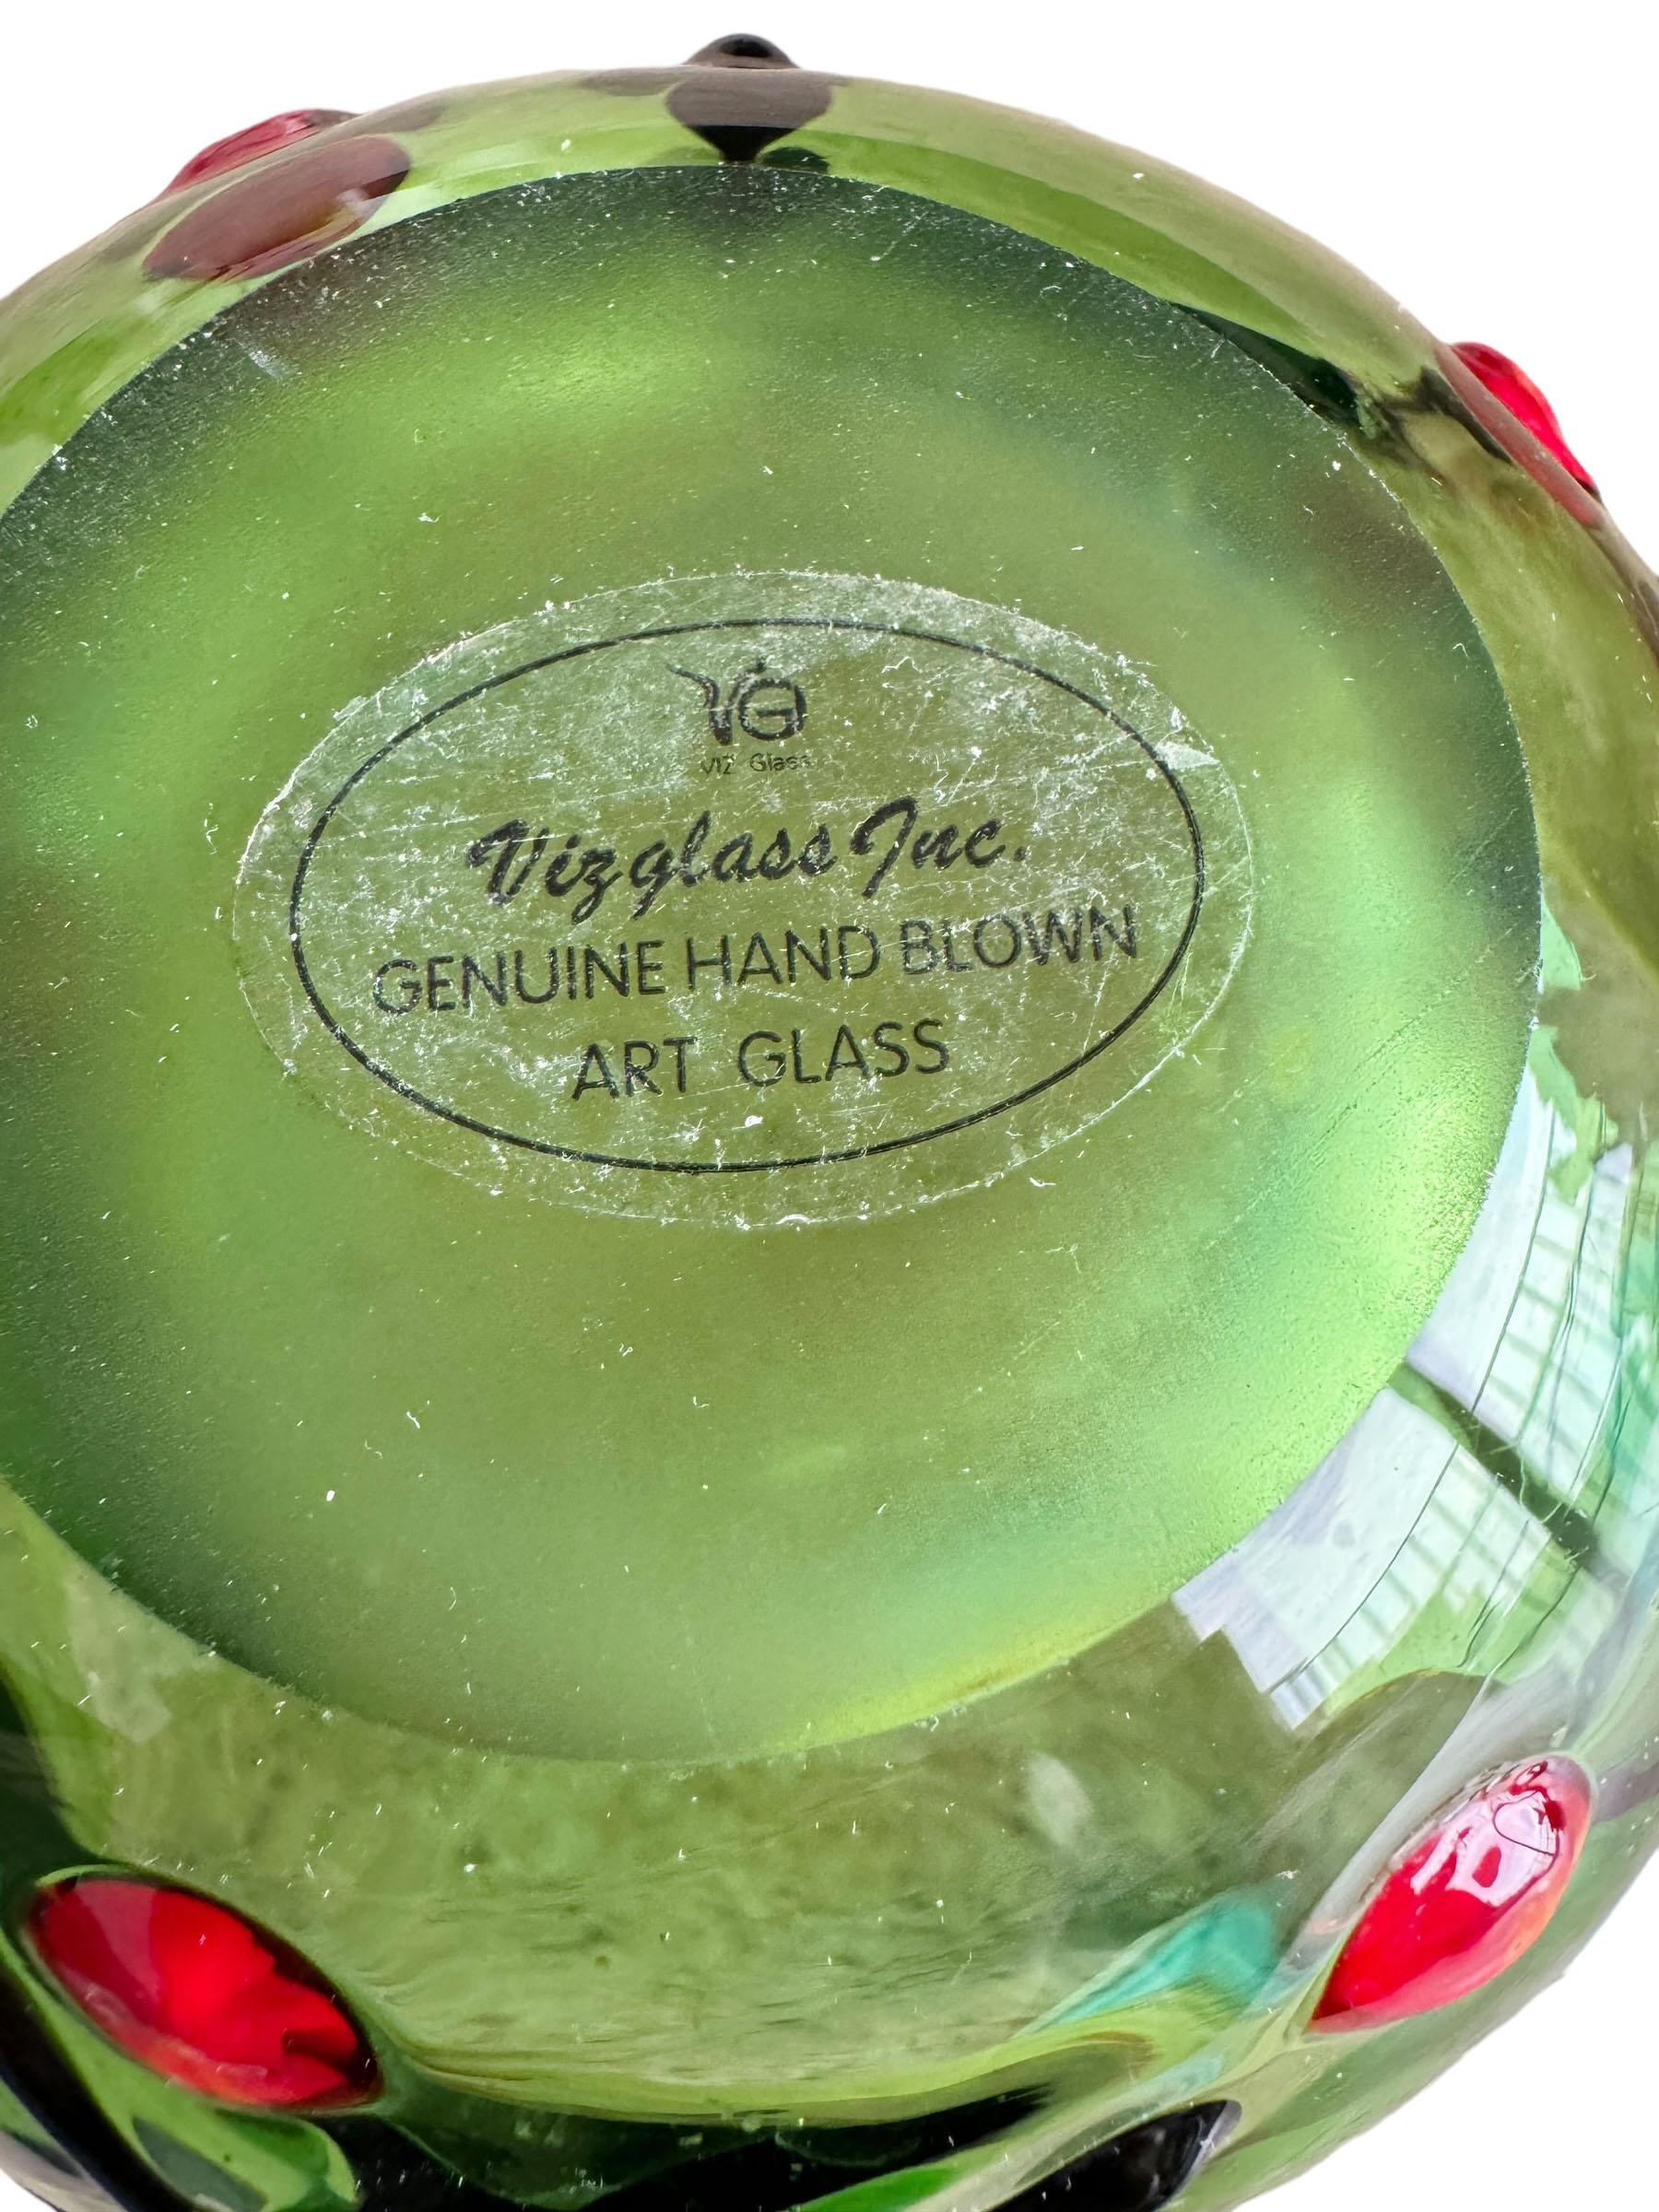 VG
VIZ Glass
Vizglass Inc.
GENUINE HAND BLOWN
ART GLASS